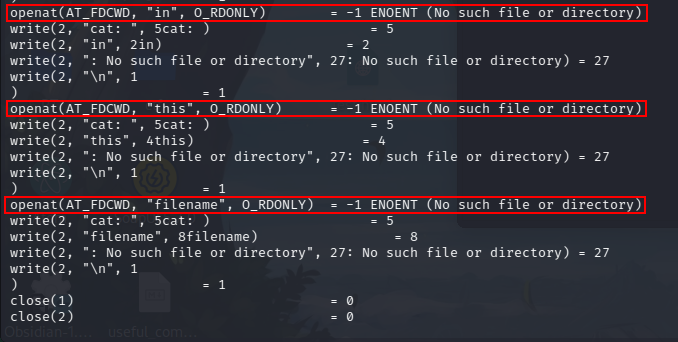 openat(AT_FDCWD, "in", O_RDONLY)        = -1 ENOENT (No such file or directory)
write(2, "cat: ", 5cat: )                    = 5
write(2, "in", 2in)                       = 2
write(2, ": No such file or directory", 27: No such file or directory) = 27
write(2, "\n", 1
)                       = 1
openat(AT_FDCWD, "this", O_RDONLY)      = -1 ENOENT (No such file or directory)
write(2, "cat: ", 5cat: )                    = 5
write(2, "this", 4this)                     = 4
write(2, ": No such file or directory", 27: No such file or directory) = 27
write(2, "\n", 1
)                       = 1
openat(AT_FDCWD, "filename", O_RDONLY)  = -1 ENOENT (No such file or directory)
write(2, "cat: ", 5cat: )                    = 5
write(2, "filename", 8filename)                 = 8
write(2, ": No such file or directory", 27: No such file or directory) = 27
write(2, "\n", 1
)                       = 1
close(1)                                = 0
close(2)                                = 0
useful_com...